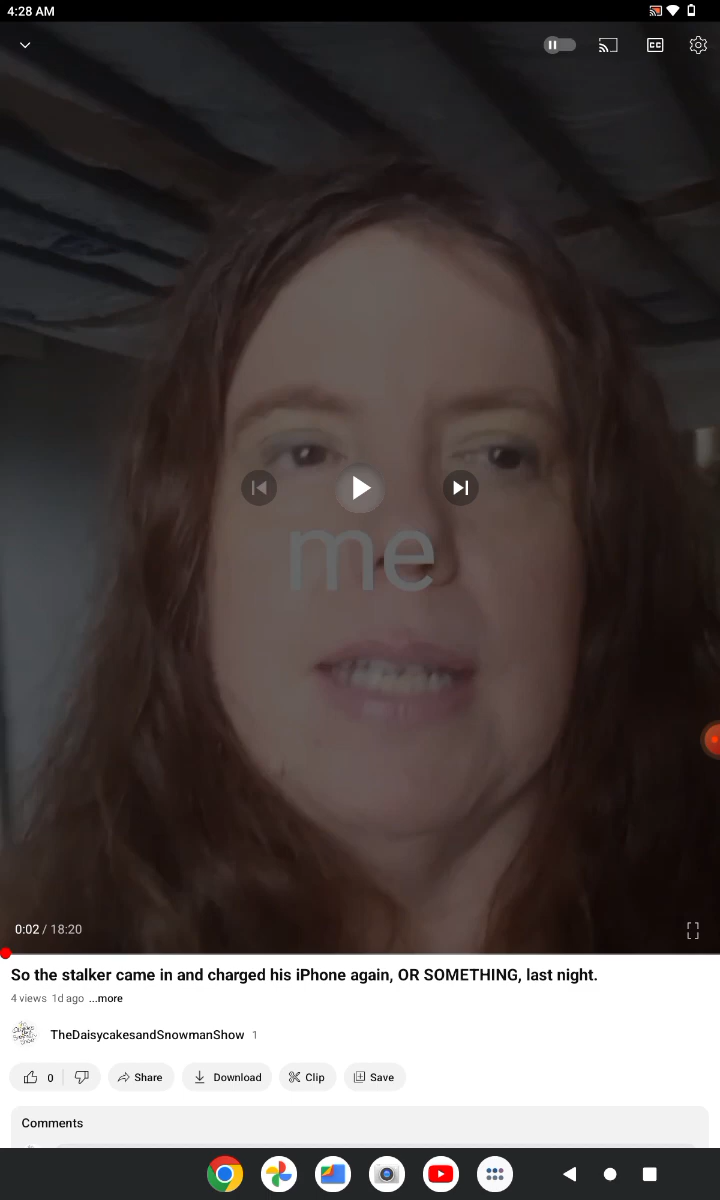 4:28 AM
CC
me
0:02 / 18:20
So the stalker came in and charged his iPhone again, OR SOMETHING, last night.
4 views 1d ago ...more
TheDaisycakesandSnowmanShow 1
0 Share Download Clip Save
Comments